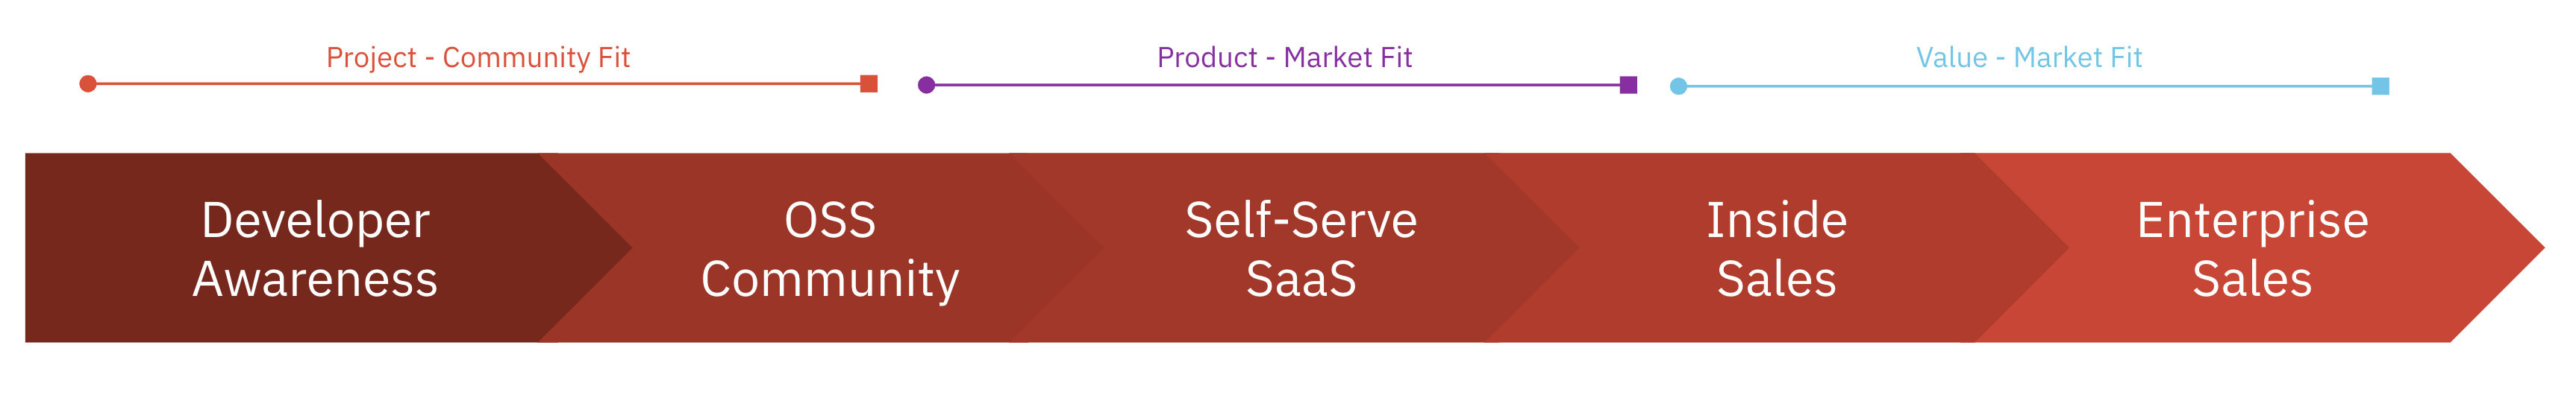 Project - Community Fit
Product - Market Fit
Value - Market Fit
Developer
Awareness
OSS
Community
Self-Serve
SaaS
Inside
Sales
Enterprise
Sales